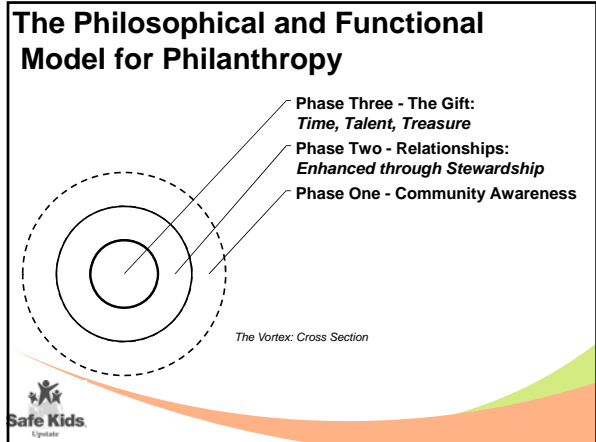 The Philosophical and Functional
Model for Philanthropy
Phase Three - The Gift:
Time, Talent, Treasure
Phase Two - Relationships:
Enhanced through Stewardship
Phase One - Community Awareness
The Vortex: Cross Section
Safe Kids
Upstate